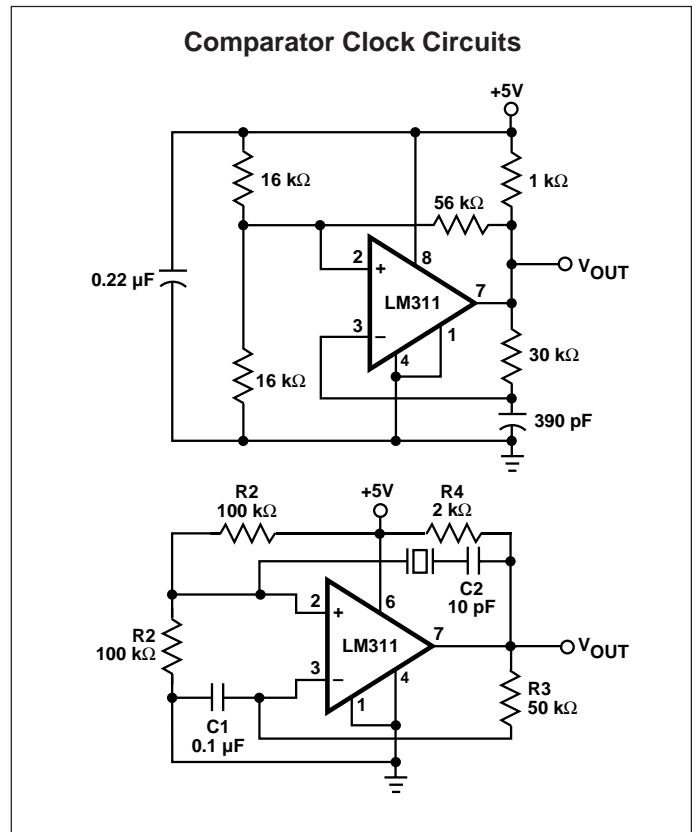 Comparator Clock Circuits
+5V
16 kΩ
1 kΩ
56 kΩ
2
+
8
0.22 µF
LM311
7
V_OUT
3
–
1
4
30 kΩ
16 kΩ
390 pF
R2
100 kΩ
+5V
R4
2 kΩ
C2
10 pF
2
+
6
R2
100 kΩ
LM311
7
V_OUT
3
–
4
1
R3
50 kΩ
C1
0.1 µF